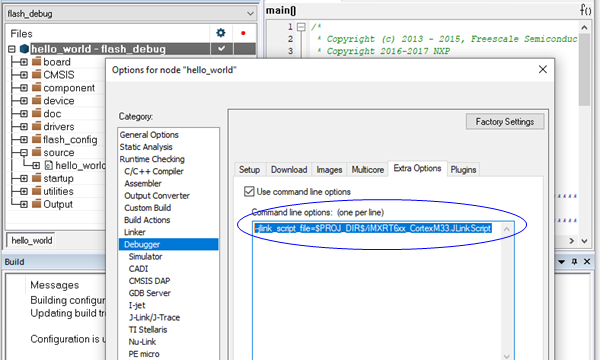 flash_debug
Files
hello_world - flash_debug
board
CMSIS
component
device
doc
drivers
flash_config
source
hello_world
startup
utilities
Output
hello_world
main()
f()
1
/*
2
* Copyright (c) 2013 - 2015, Freescale Semiconduc
3
* Copyright 2016-2017 NXP
Options for node "hello_world"
Category:
General Options
Static Analysis
Runtime Checking
C/C++ Compiler
Assembler
Output Converter
Custom Build
Build Actions
Linker
Debugger
Simulator
CADI
CMSIS DAP
GDB Server
I-jet
J-Link/J-Trace
TI Stellaris
Nu-Link
PE micro
Factory Settings
Setup
Download
Images
Multicore
Extra Options
Plugins
Use command line options
Command line options: (one per line)
--jlink_script_file=$PROJ_DIR$/iMXRT6xx_CortexM33.JLinkScript
Build
Messages
Building configur
Updating build tre
Configuration is u